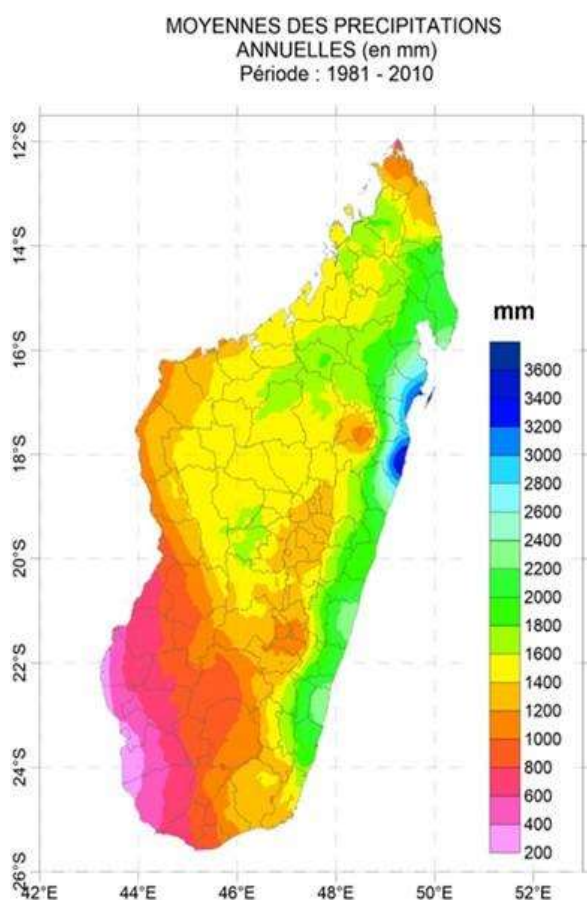 MOYENNES DES PRECIPITATIONS
ANNUELLES (en mm)
Période : 1981 - 2010
12°S
14°S
16°S
18°S
20°S
22°S
24°S
26°S
42°E
44°E
46°E
48°E
50°E
52°E
mm
3600
3400
3200
2800
2600
2400
2200
2000
1800
1600
1400
1200
1000
800
600
400
200